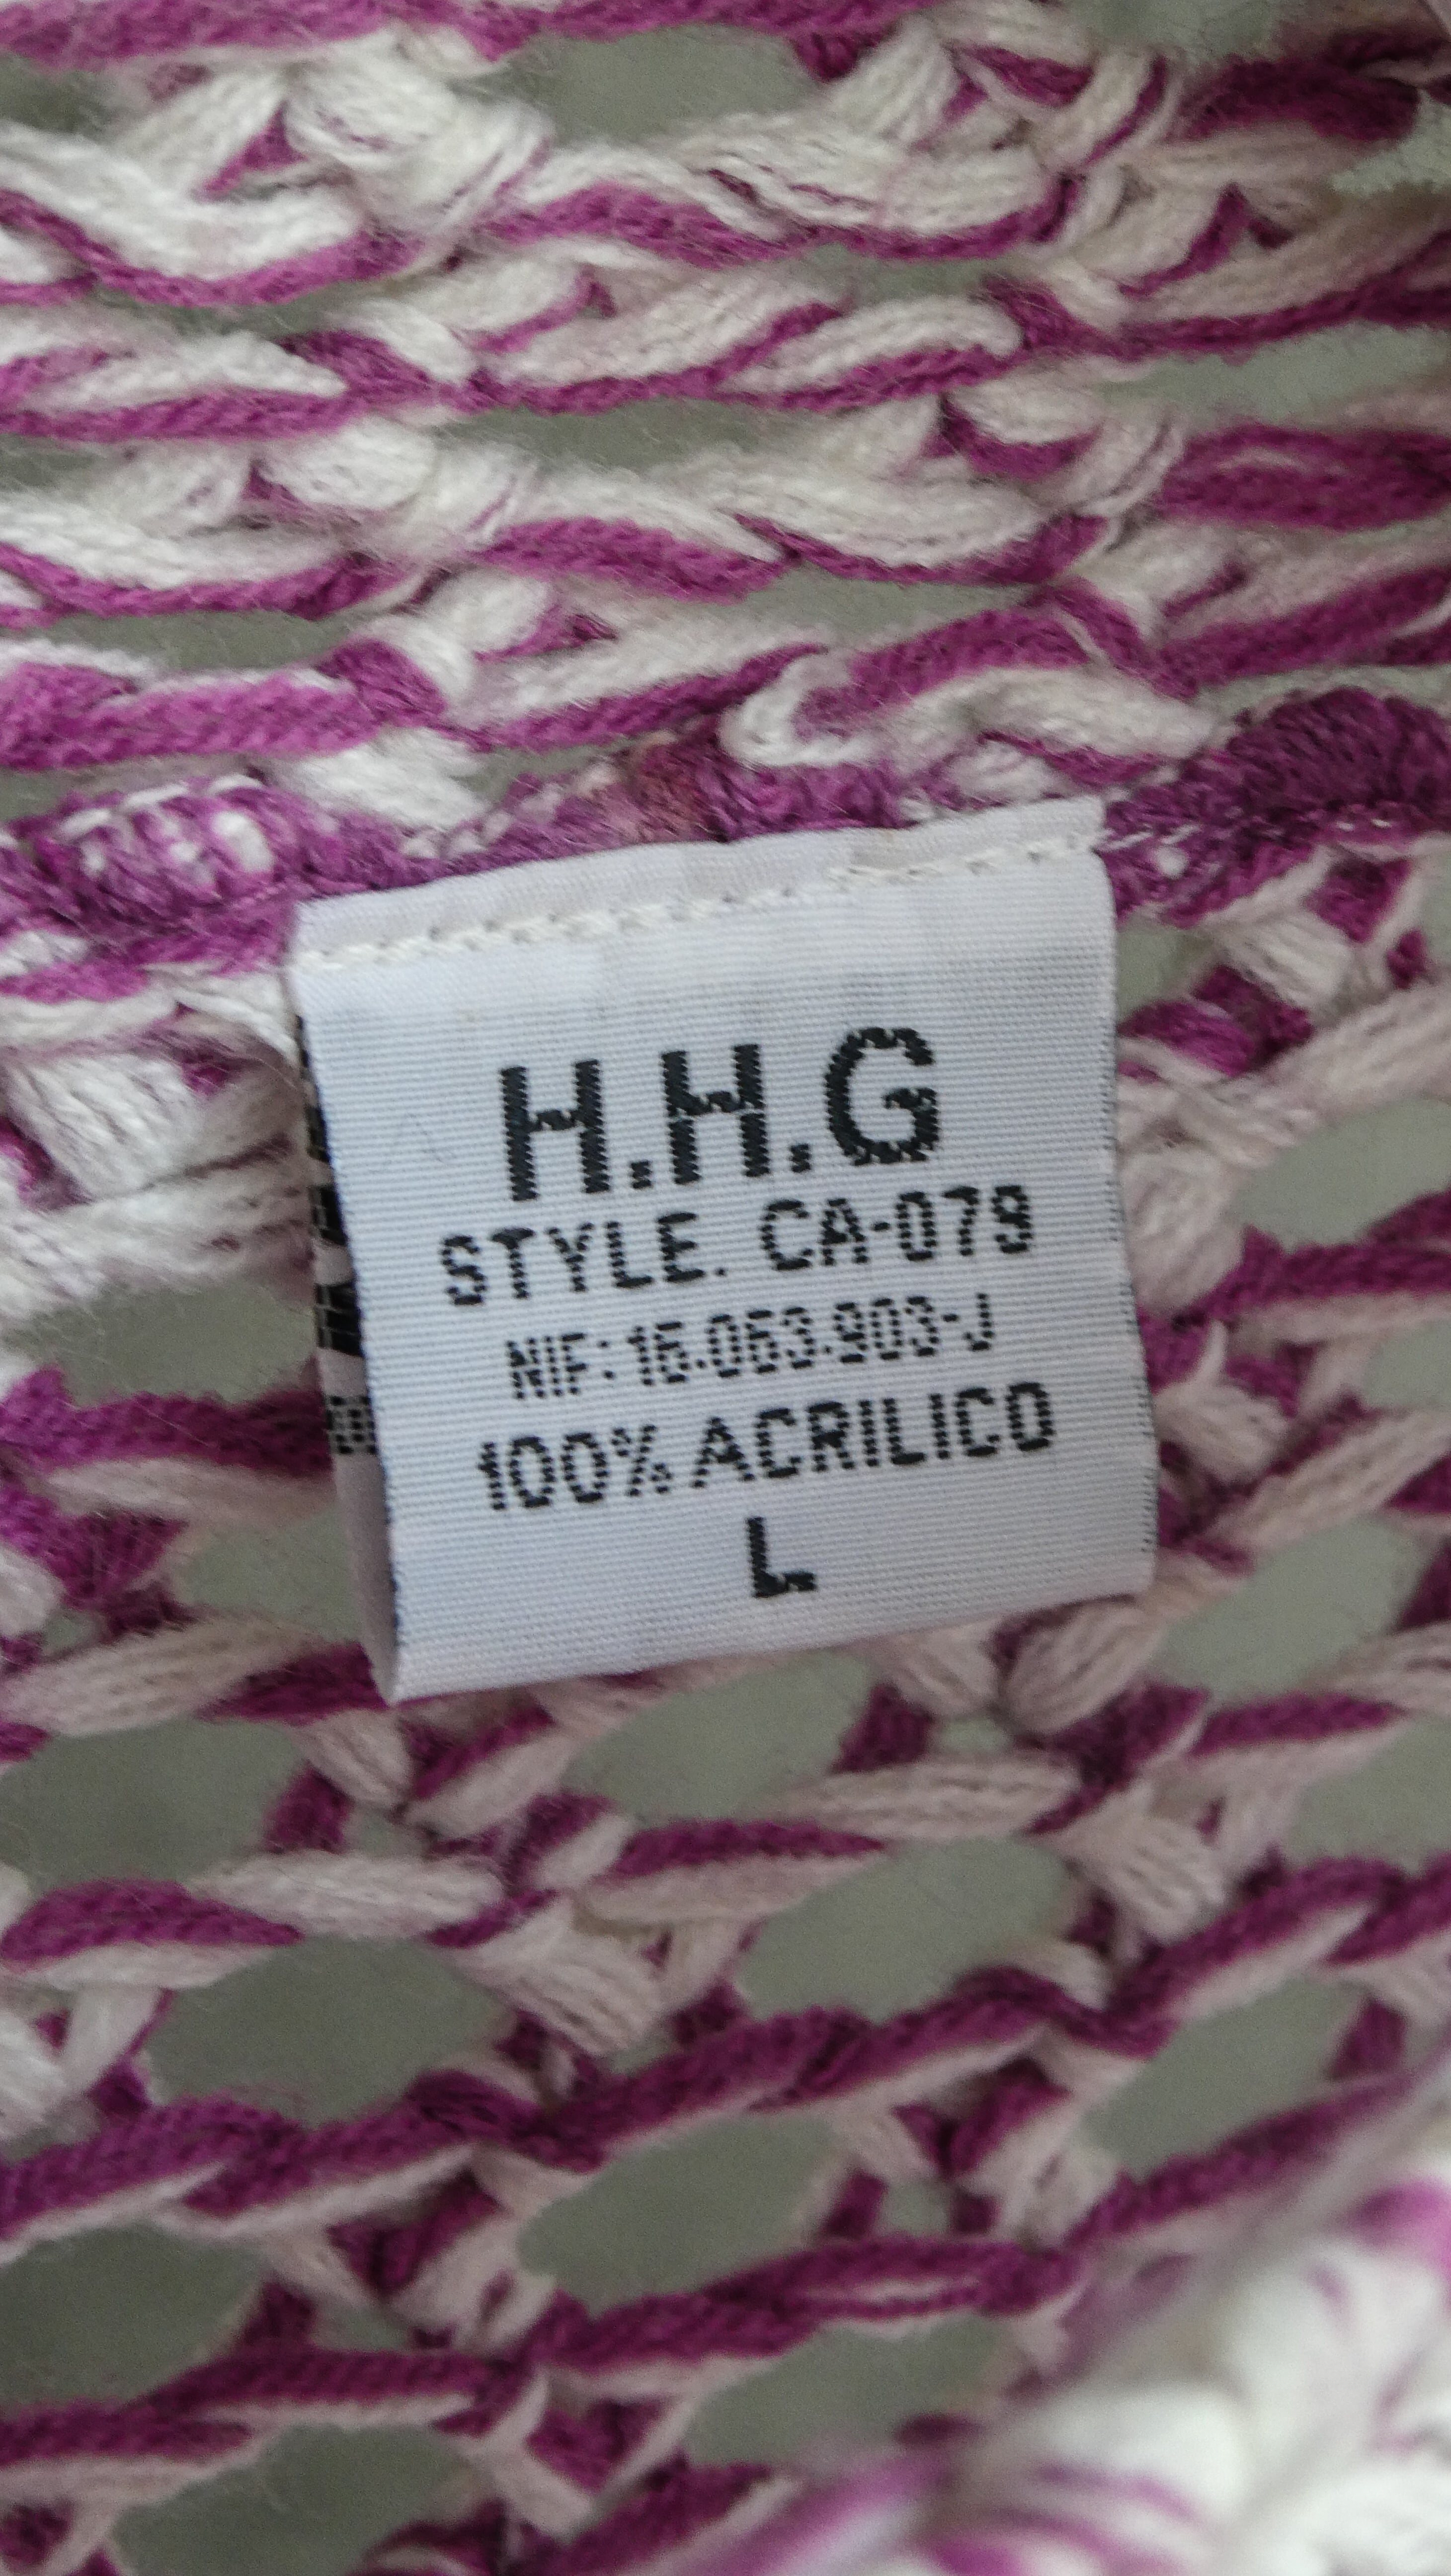 H.H.G
STYLE. CA-079
NIF: 16.063.903-J
100% ACRILICO
L